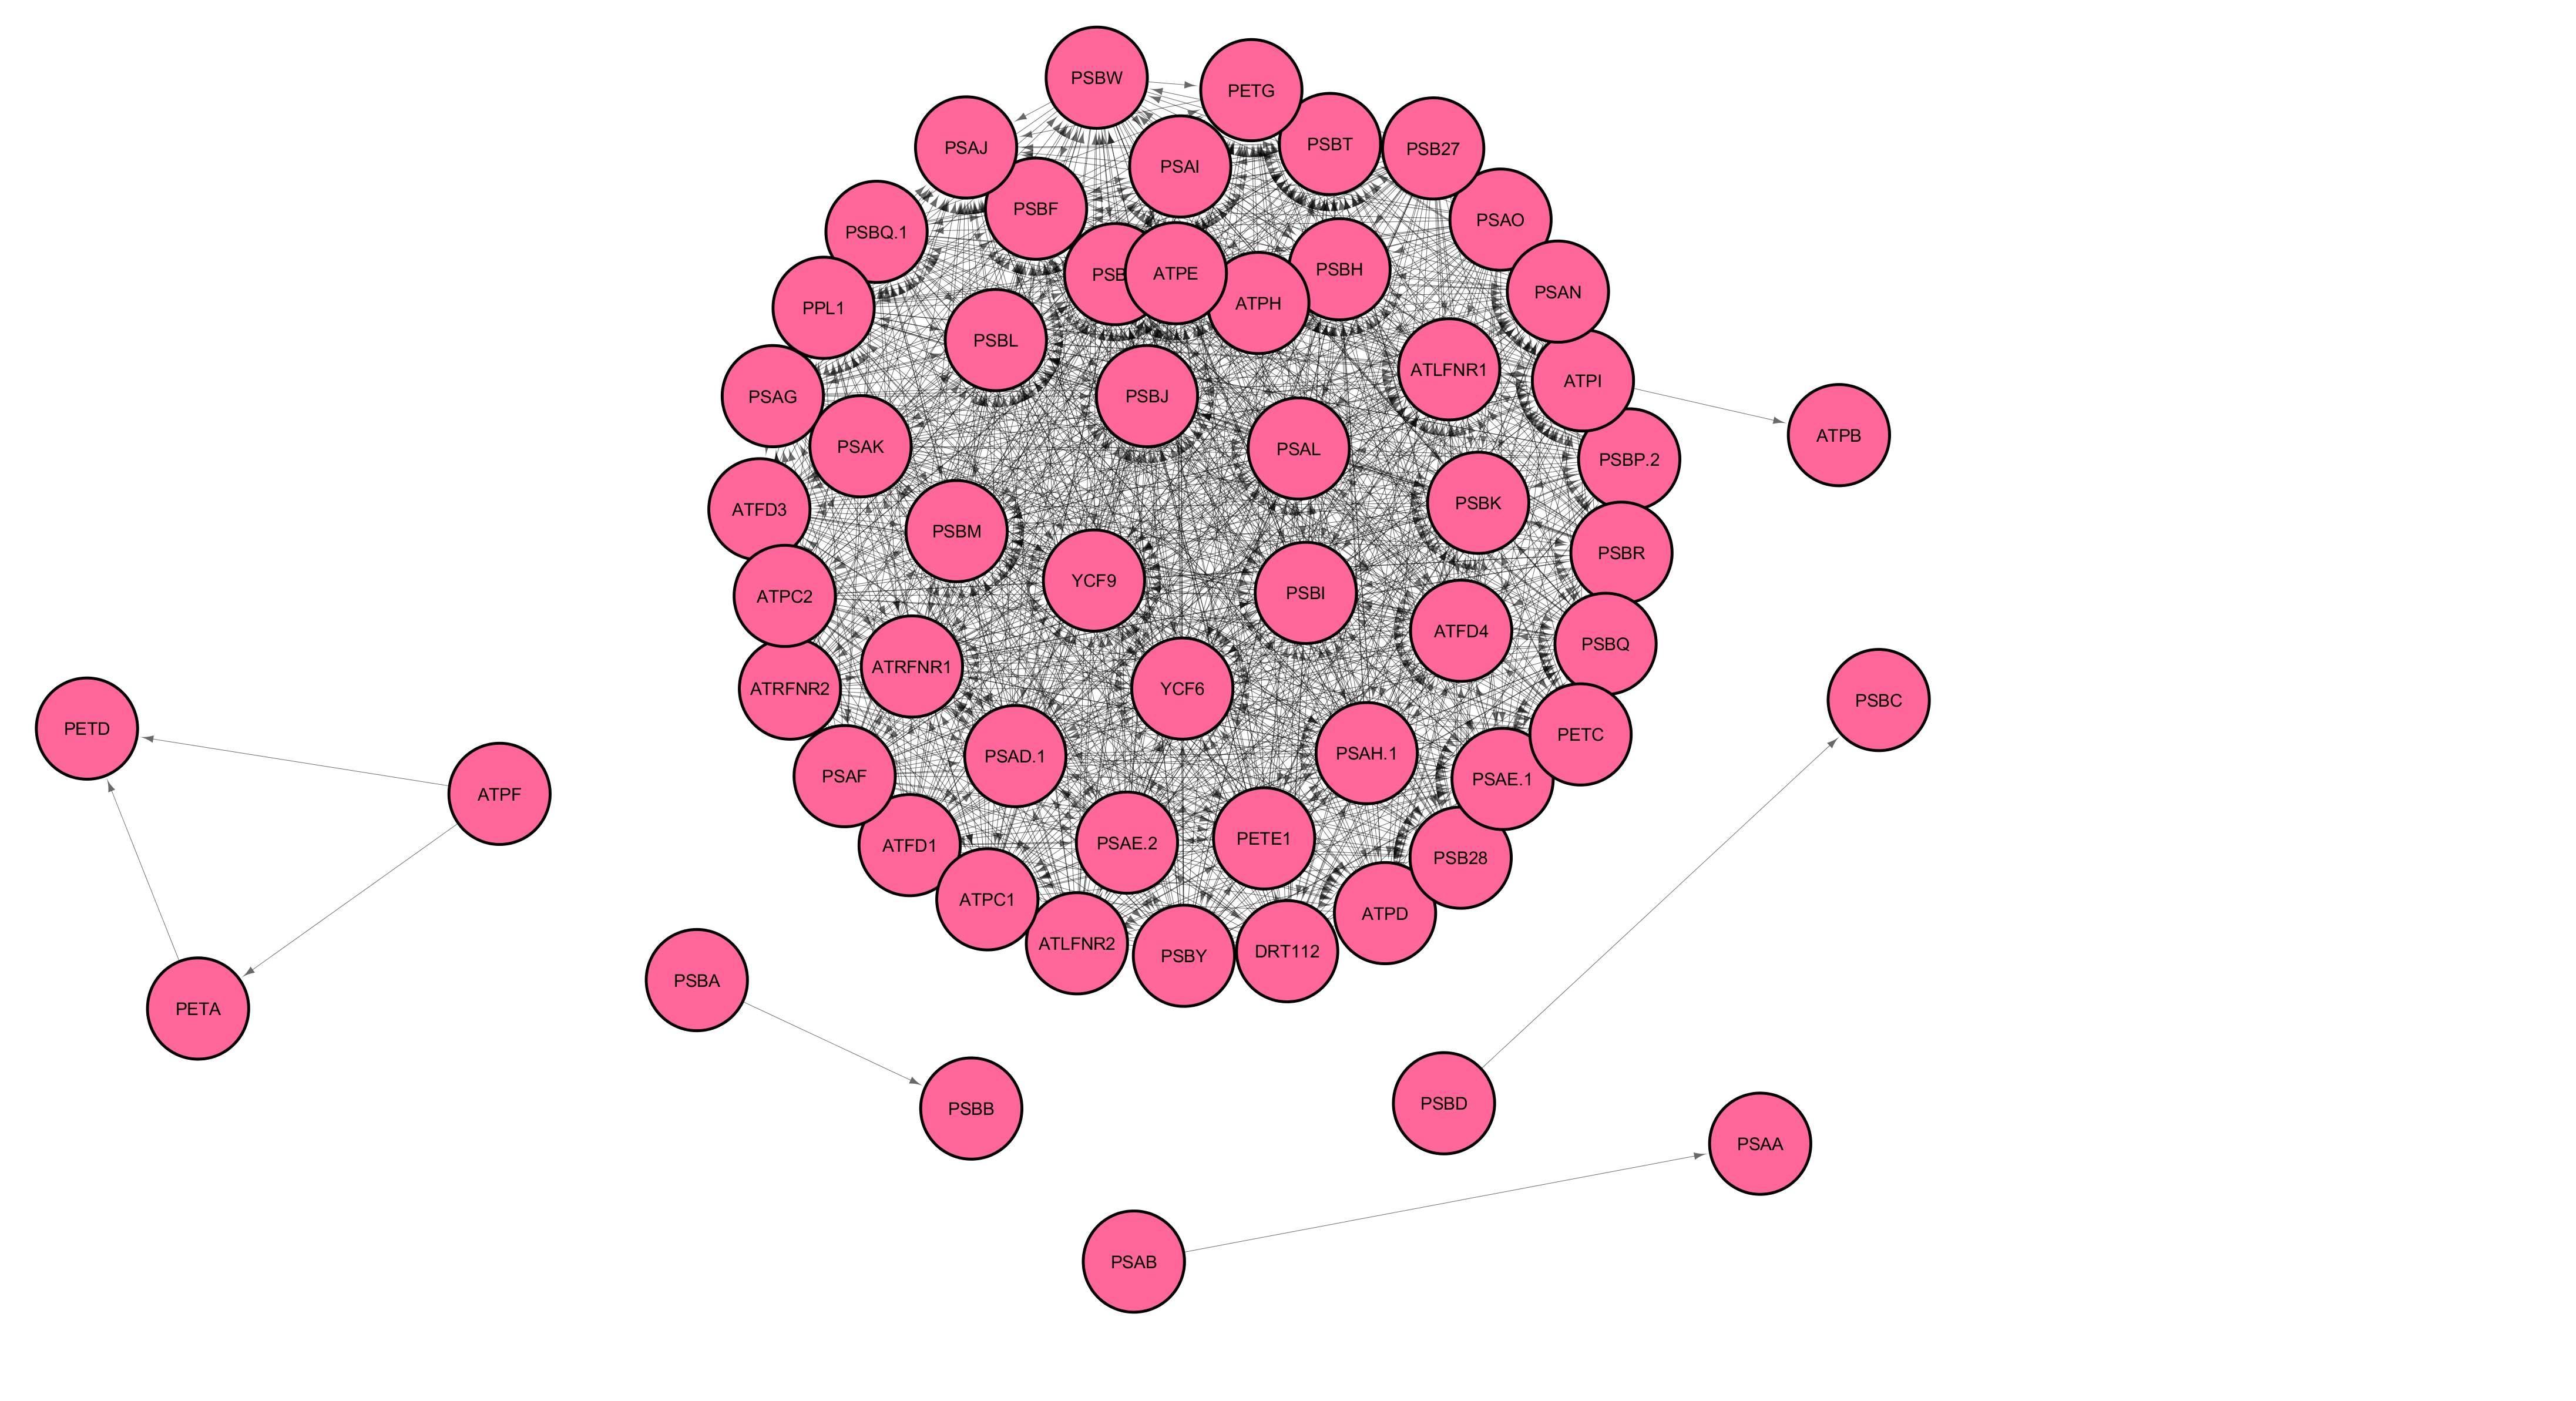 PSBW
PETG
PSBT
PSB27
PSAJ
PSAI
PSBF
PSAO
PSBQ.1
PSB
ATPE
PSBH
PSAN
ATPH
PPL1
PSBL
ATLFNR1
ATPI
PSAG
PSBJ
ATPB
PSAK
PSAL
PSBP.2
PSBK
ATFD3
PSBM
PSBR
YCF9
PSBI
ATPC2
ATFD4
PSBQ
ATRFNR1
ATRFNR2
YCF6
PSBC
PETD
PETC
PSAD.1
PSAH.1
PSAF
PSAE.1
ATPF
ATFD1
PSAE.2
PETE1
PSB28
ATPC1
ATPD
ATLFNR2
PSBY
DRT112
PSBA
PETA
PSBB
PSBD
PSAA
PSAB